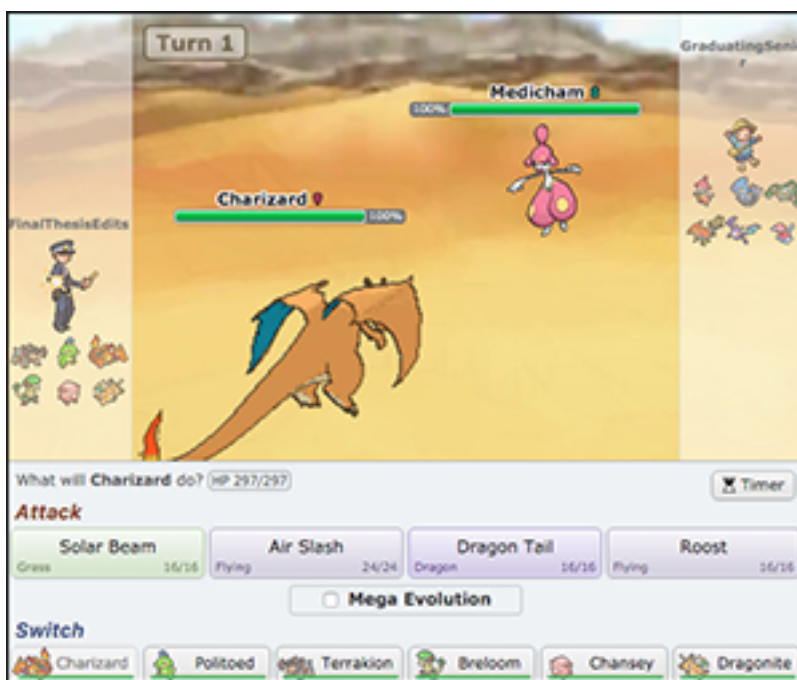 Turn 1
GraduatingSenio
r
Medicham
100%
Charizard
100%
FinalThesisEdits
What will Charizard do? HP 297/297
Timer
Attack
Solar Beam
Grass 16/16
Air Slash
Flying 24/24
Dragon Tail
Dragon 16/16
Roost
Flying 16/16
Mega Evolution
Switch
Charizard
Politoed
Terrakion
Breloom
Chansey
Dragonite